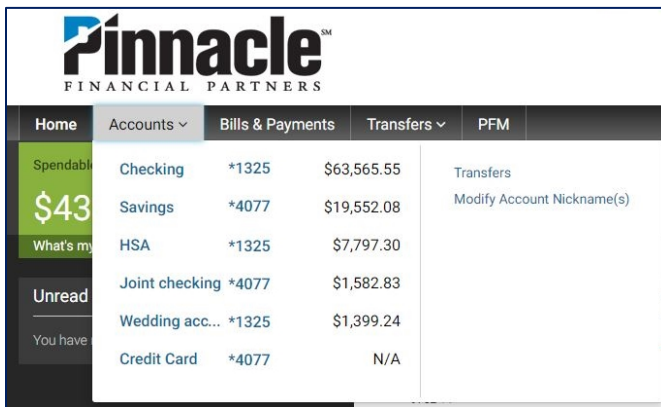 Pinnacle℠
FINANCIAL PARTNERS
Home Accounts Bills & Payments Transfers PFM
Spendabl
$43
What's my
Checking *1325 $63,565.55
Savings *4077 $19,552.08
HSA *1325 $7,797.30
Joint checking *4077 $1,582.83
Wedding acc... *1325 $1,399.24
Credit Card *4077 N/A
Transfers
Modify Account Nickname(s)
Unread
You have